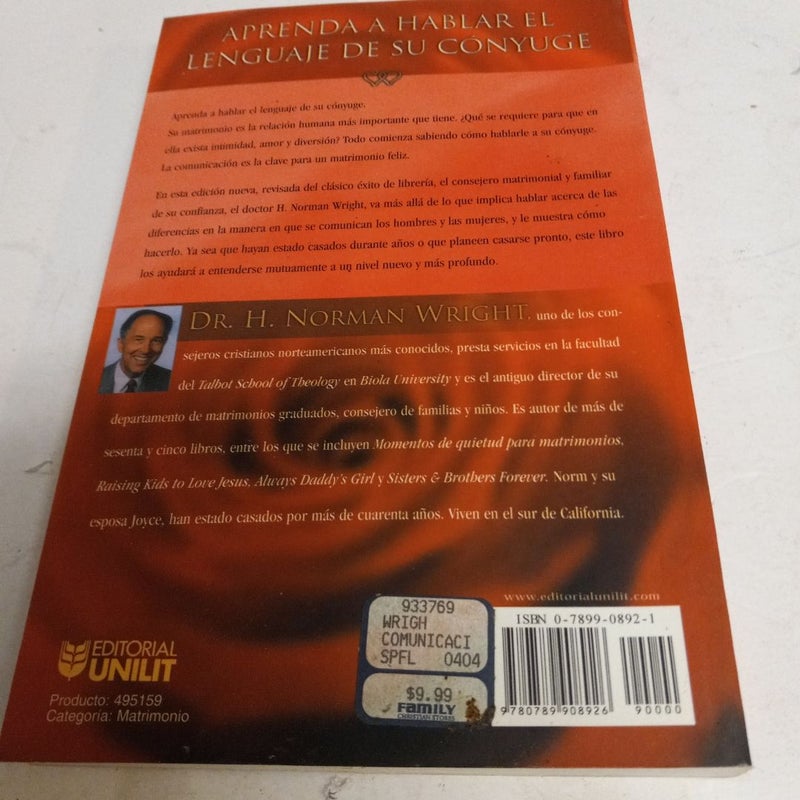 APRENDA A HABLAR EL
LENGUAJE DE SU CÓNYUGE
Aprenda a hablar el lenguaje de su cónyuge.
Su matrimonio es la relación humana más importante que tiene. ¿Qué se requiere para que en
ella exista intimidad, amor y diversión? Todo comienza sabiendo cómo hablarle a su cónyuge.
La comunicación es la clave para un matrimonio feliz.
En esta edición nueva, revisada del clásico éxito de librería, el consejero matrimonial y familiar
de su confianza, el doctor H. Norman Wright, va más allá de lo que implica hablar acerca de las
diferencias en la manera en que se comunican los hombres y las mujeres, y le muestra cómo
hacerlo. Ya sea que hayan estado casados durante años o que planeen casarse pronto, este libro
los ayudará a entenderse mutuamente a un nivel nuevo y más profundo.
DR. H. NORMAN WRIGHT, uno de los con-
sejeros cristianos norteamericanos más conocidos, presta servicios en la facultad
del Talbot School of Theology en Biola University y es el antiguo director de su
departamento de matrimonios graduados, consejero de familias y niños. Es autor de más de
sesenta y cinco libros, entre los que se incluyen Momentos de quietud para matrimonios,
Raising Kids to Love Jesus, Always Daddy's Girl y Sisters & Brothers Forever. Norm y su
esposa Joyce, han estado casados por más de cuarenta años. Viven en el sur de California.
www.editorialunilit.com
933769
WRIGH
COMUNICACI
SPFL 0404
$9.99
FAMILY
CHRISTIAN STORES
ISBN 0-7899-0892-1
9 780789 908926
90000
EDITORIAL
UNILIT
Producto: 495159
Categoría: Matrimonio